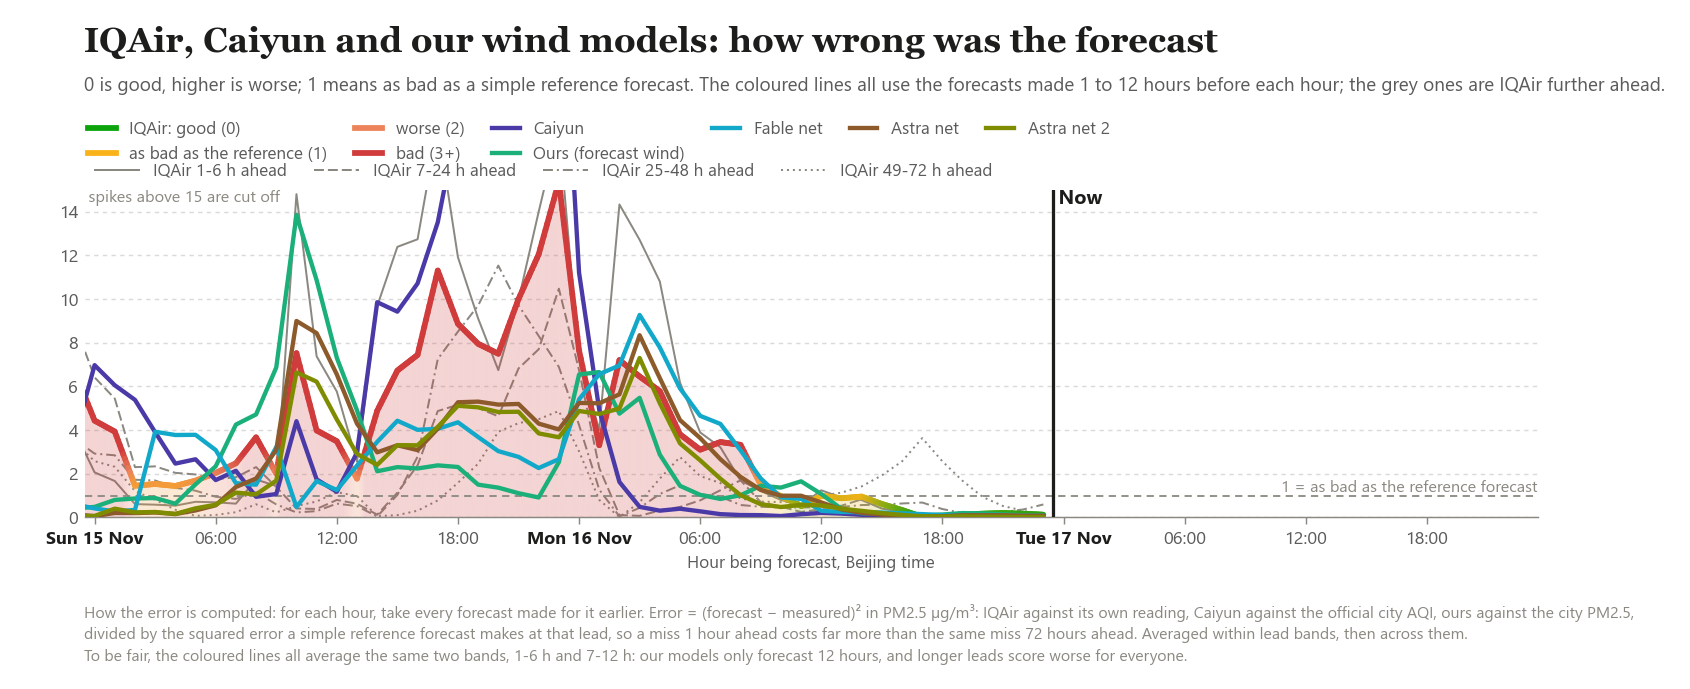 IQAir, Caiyun and our wind models: how wrong was the forecast
0 is good, higher is worse; 1 means as bad as a simple reference forecast. The coloured lines all use the forecasts made 1 to 12 hours before each hour; the grey ones are IQAir further ahead.
IQAir: good (0) worse (2) Caiyun Fable net Astra net Astra net 2
as bad as the reference (1) bad (3+) Ours (forecast wind)
IQAir 1-6 h ahead IQAir 7-24 h ahead IQAir 25-48 h ahead IQAir 49-72 h ahead
spikes above 15 are cut off
Now
14
12
10
8
6
4
2
1 = as bad as the reference forecast
0
Sun 15 Nov 06:00 12:00 18:00 Mon 16 Nov 06:00 12:00 18:00 Tue 17 Nov 06:00 12:00 18:00
Hour being forecast, Beijing time
How the error is computed: for each hour, take every forecast made for it earlier. Error = (forecast − measured)² in PM2.5 µg/m³: IQAir against its own reading, Caiyun against the official city AQI, ours against the city PM2.5,
divided by the squared error a simple reference forecast makes at that lead, so a miss 1 hour ahead costs far more than the same miss 72 hours ahead. Averaged within lead bands, then across them.
To be fair, the coloured lines all average the same two bands, 1-6 h and 7-12 h: our models only forecast 12 hours, and longer leads score worse for everyone.